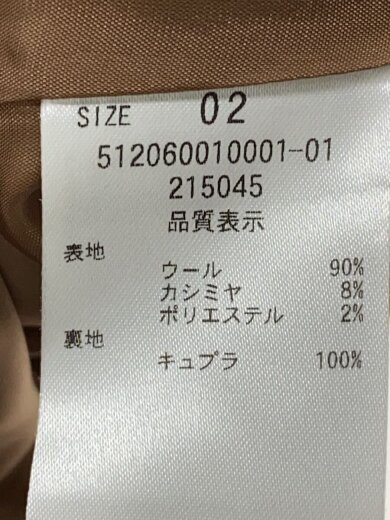 SIZE 02
512060010001-01
215045
品質表示
表地
ウール 90%
カシミヤ 8%
ポリエステル 2%
裏地
キュプラ 100%